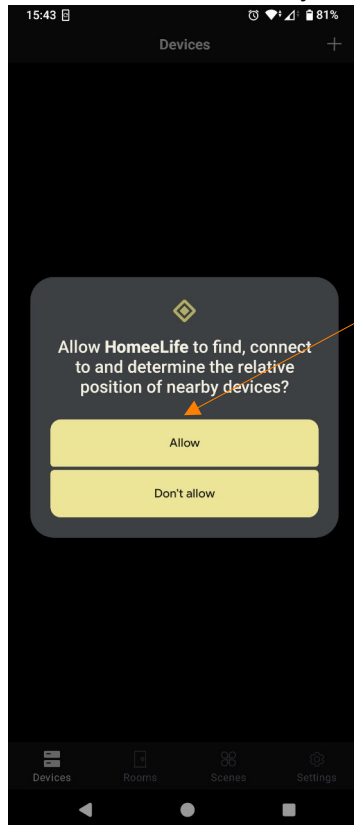 15:43 81%
Devices +
Allow HomeeLife to find, connect
to and determine the relative
position of nearby devices?
Allow
Don't allow
Devices Rooms Scenes Settings